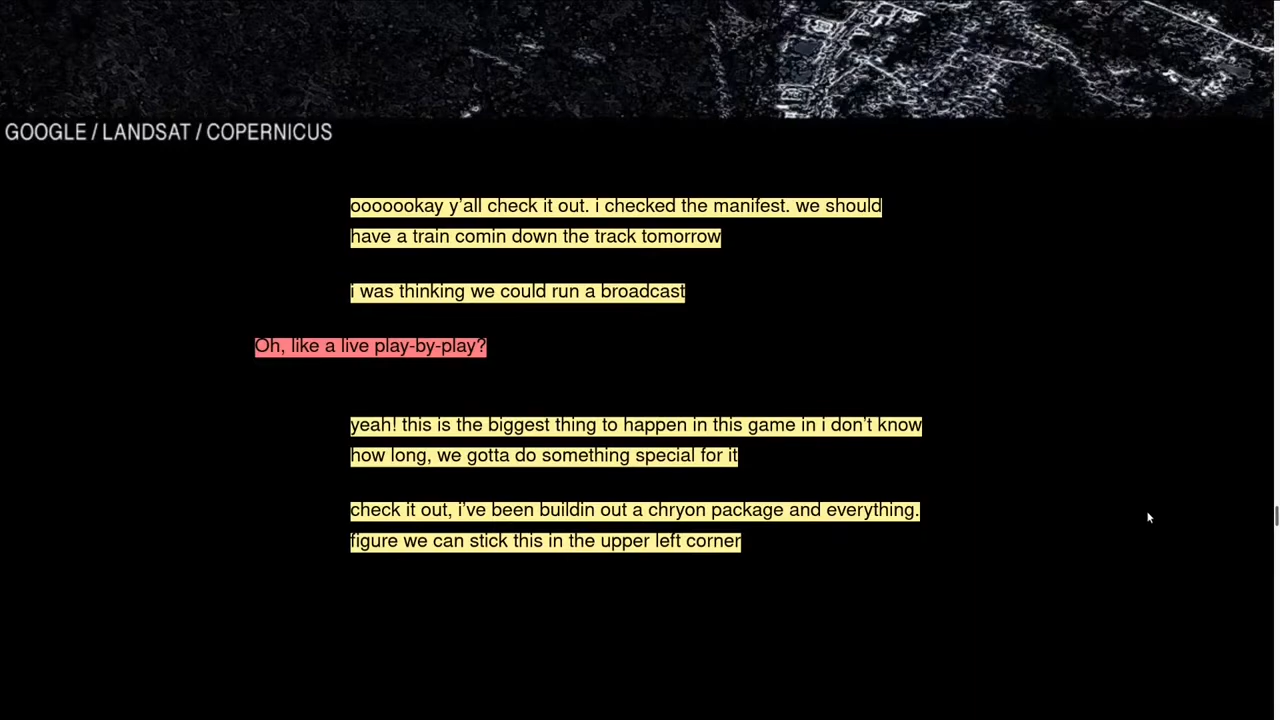 GOOGLE / LANDSAT / COPERNICUS
ooooookay y'all check it out. i checked the manifest. we should
have a train comin down the track tomorrow
i was thinking we could run a broadcast
Oh, like a live play-by-play?
yeah! this is the biggest thing to happen in this game in i don't know
how long, we gotta do something special for it
check it out, i've been buildin out a chryon package and everything.
figure we can stick this in the upper left corner